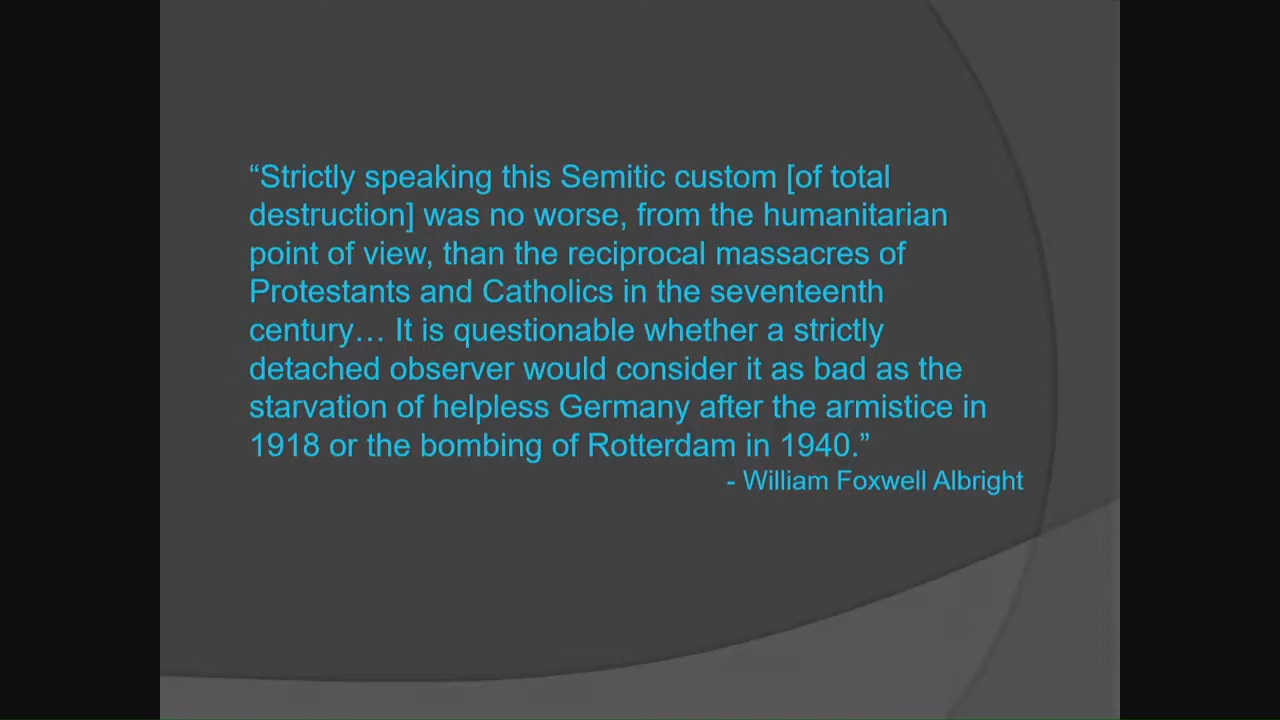 “Strictly speaking this Semitic custom [of total
destruction] was no worse, from the humanitarian
point of view, than the reciprocal massacres of
Protestants and Catholics in the seventeenth
century… It is questionable whether a strictly
detached observer would consider it as bad as the
starvation of helpless Germany after the armistice in
1918 or the bombing of Rotterdam in 1940.”
- William Foxwell Albright